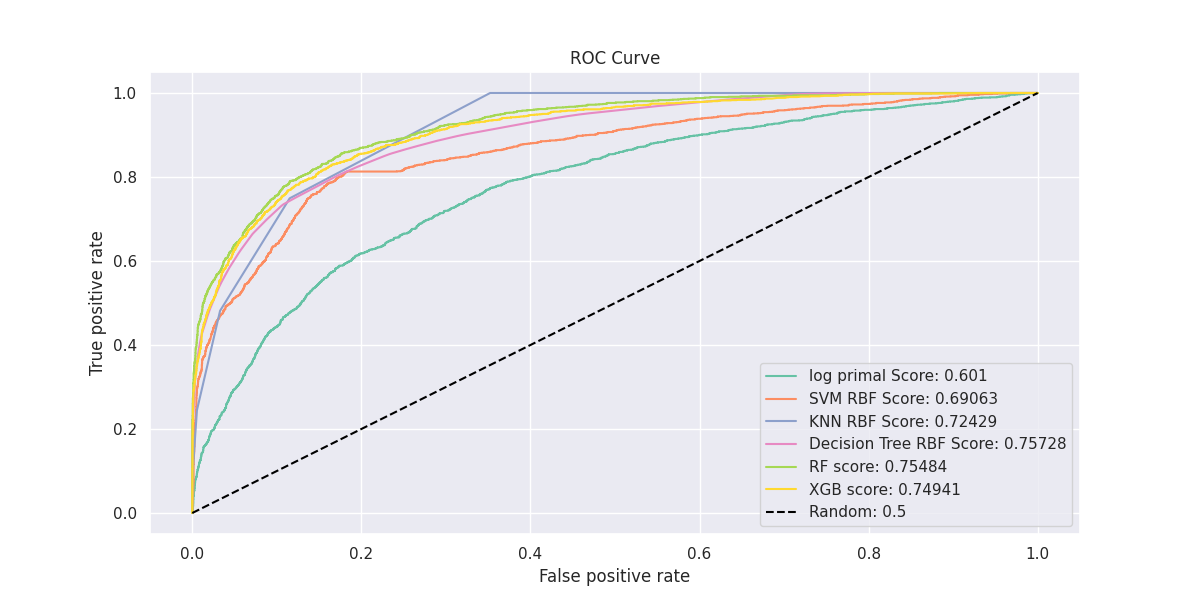 ROC Curve
True positive rate
1.0
0.8
0.6
0.4
0.2
0.0
0.0 0.2 0.4 0.6 0.8 1.0
False positive rate
log primal Score: 0.601
SVM RBF Score: 0.69063
KNN RBF Score: 0.72429
Decision Tree RBF Score: 0.75728
RF score: 0.75484
XGB score: 0.74941
Random: 0.5